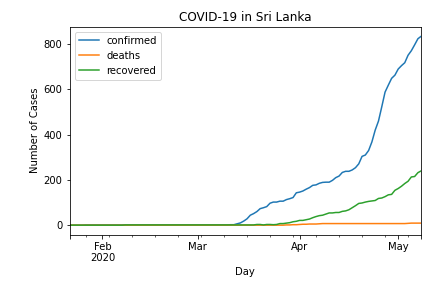 COVID-19 in Sri Lanka
confirmed
deaths
recovered
Number of Cases
800
600
400
200
0
Feb
2020
Mar
Apr
May
Day